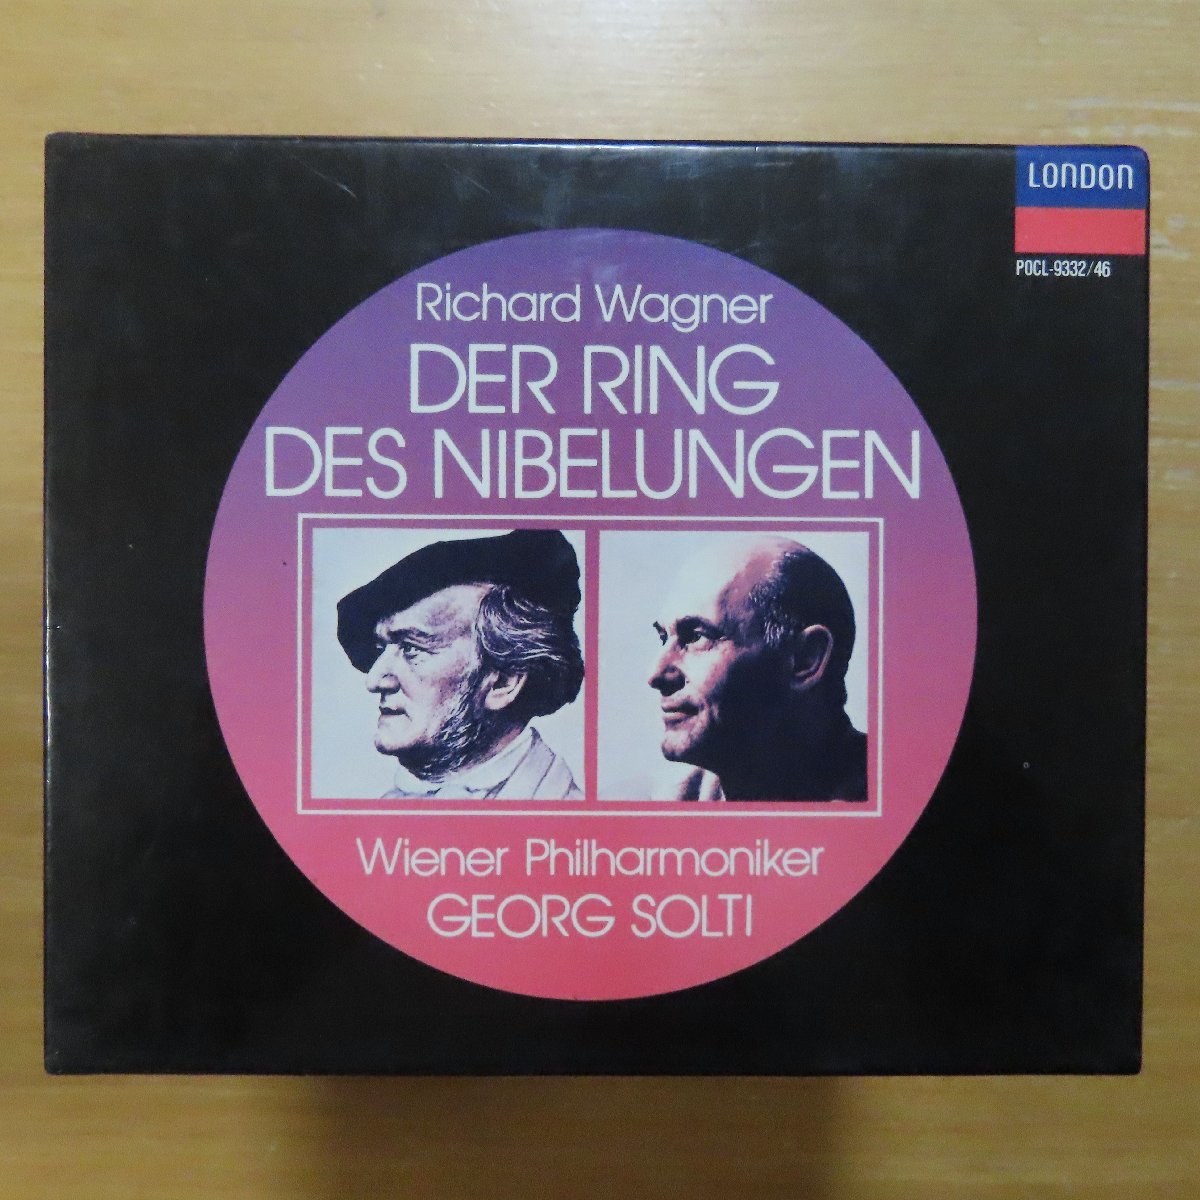 LONDON
POCL-9332/46
Richard Wagner
DER RING
DES NIBELUNGEN
Wiener Philharmoniker
GEORG SOLTI